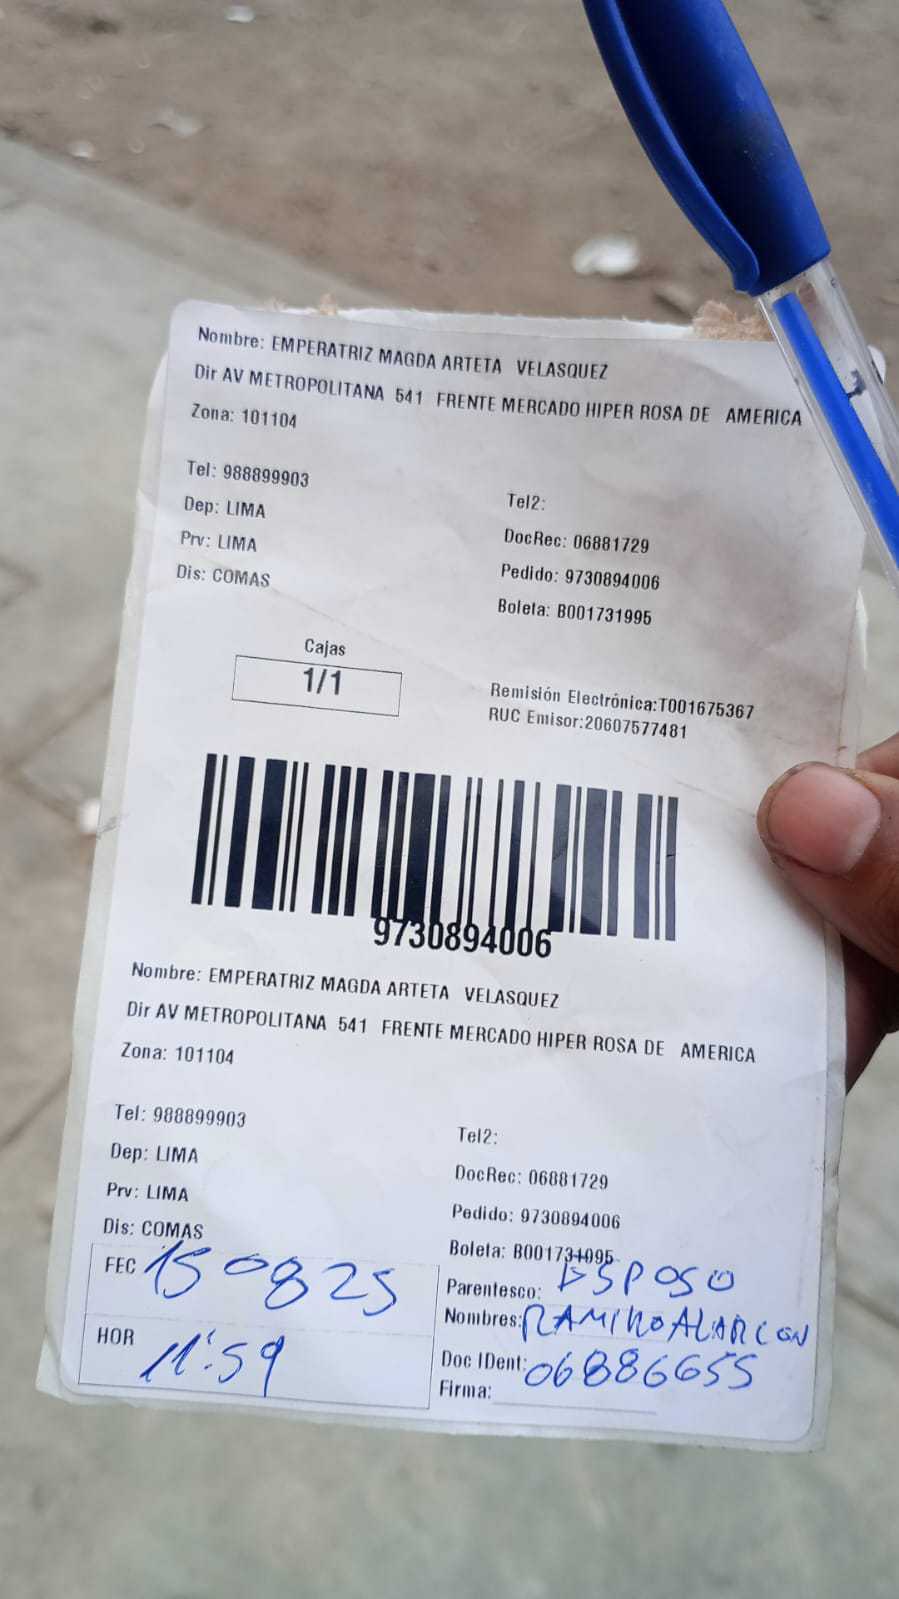 Nombre: EMPERATRIZ MAGDA ARTETA VELASQUEZ
Dir AV METROPOLITANA 541 FRENTE MERCADO HIPER ROSA DE AMERICA
Zona: 101104
Tel: 988899903
Tel2:
Dep: LIMA
DocRec: 06881729
Prv: LIMA
Pedido: 9730894006
Dis: COMAS
Boleta: B001731995
Cajas
1/1
Remisión Electrónica:T001675367
RUC Emisor:20607577481
9730894006
Nombre: EMPERATRIZ MAGDA ARTETA VELASQUEZ
Dir AV METROPOLITANA 541 FRENTE MERCADO HIPER ROSA DE AMERICA
Zona: 101104
Tel: 988899903
Tel2:
Dep: LIMA
DocRec: 06881729
Prv: LIMA
Pedido: 9730894006
Dis: COMAS
Boleta: B001731995
FEC 150825
Parentesco: ESPOSO
Nombres: RAMIRO ALARCON
HOR 11:59
Doc IDent: 06886655
Firma: